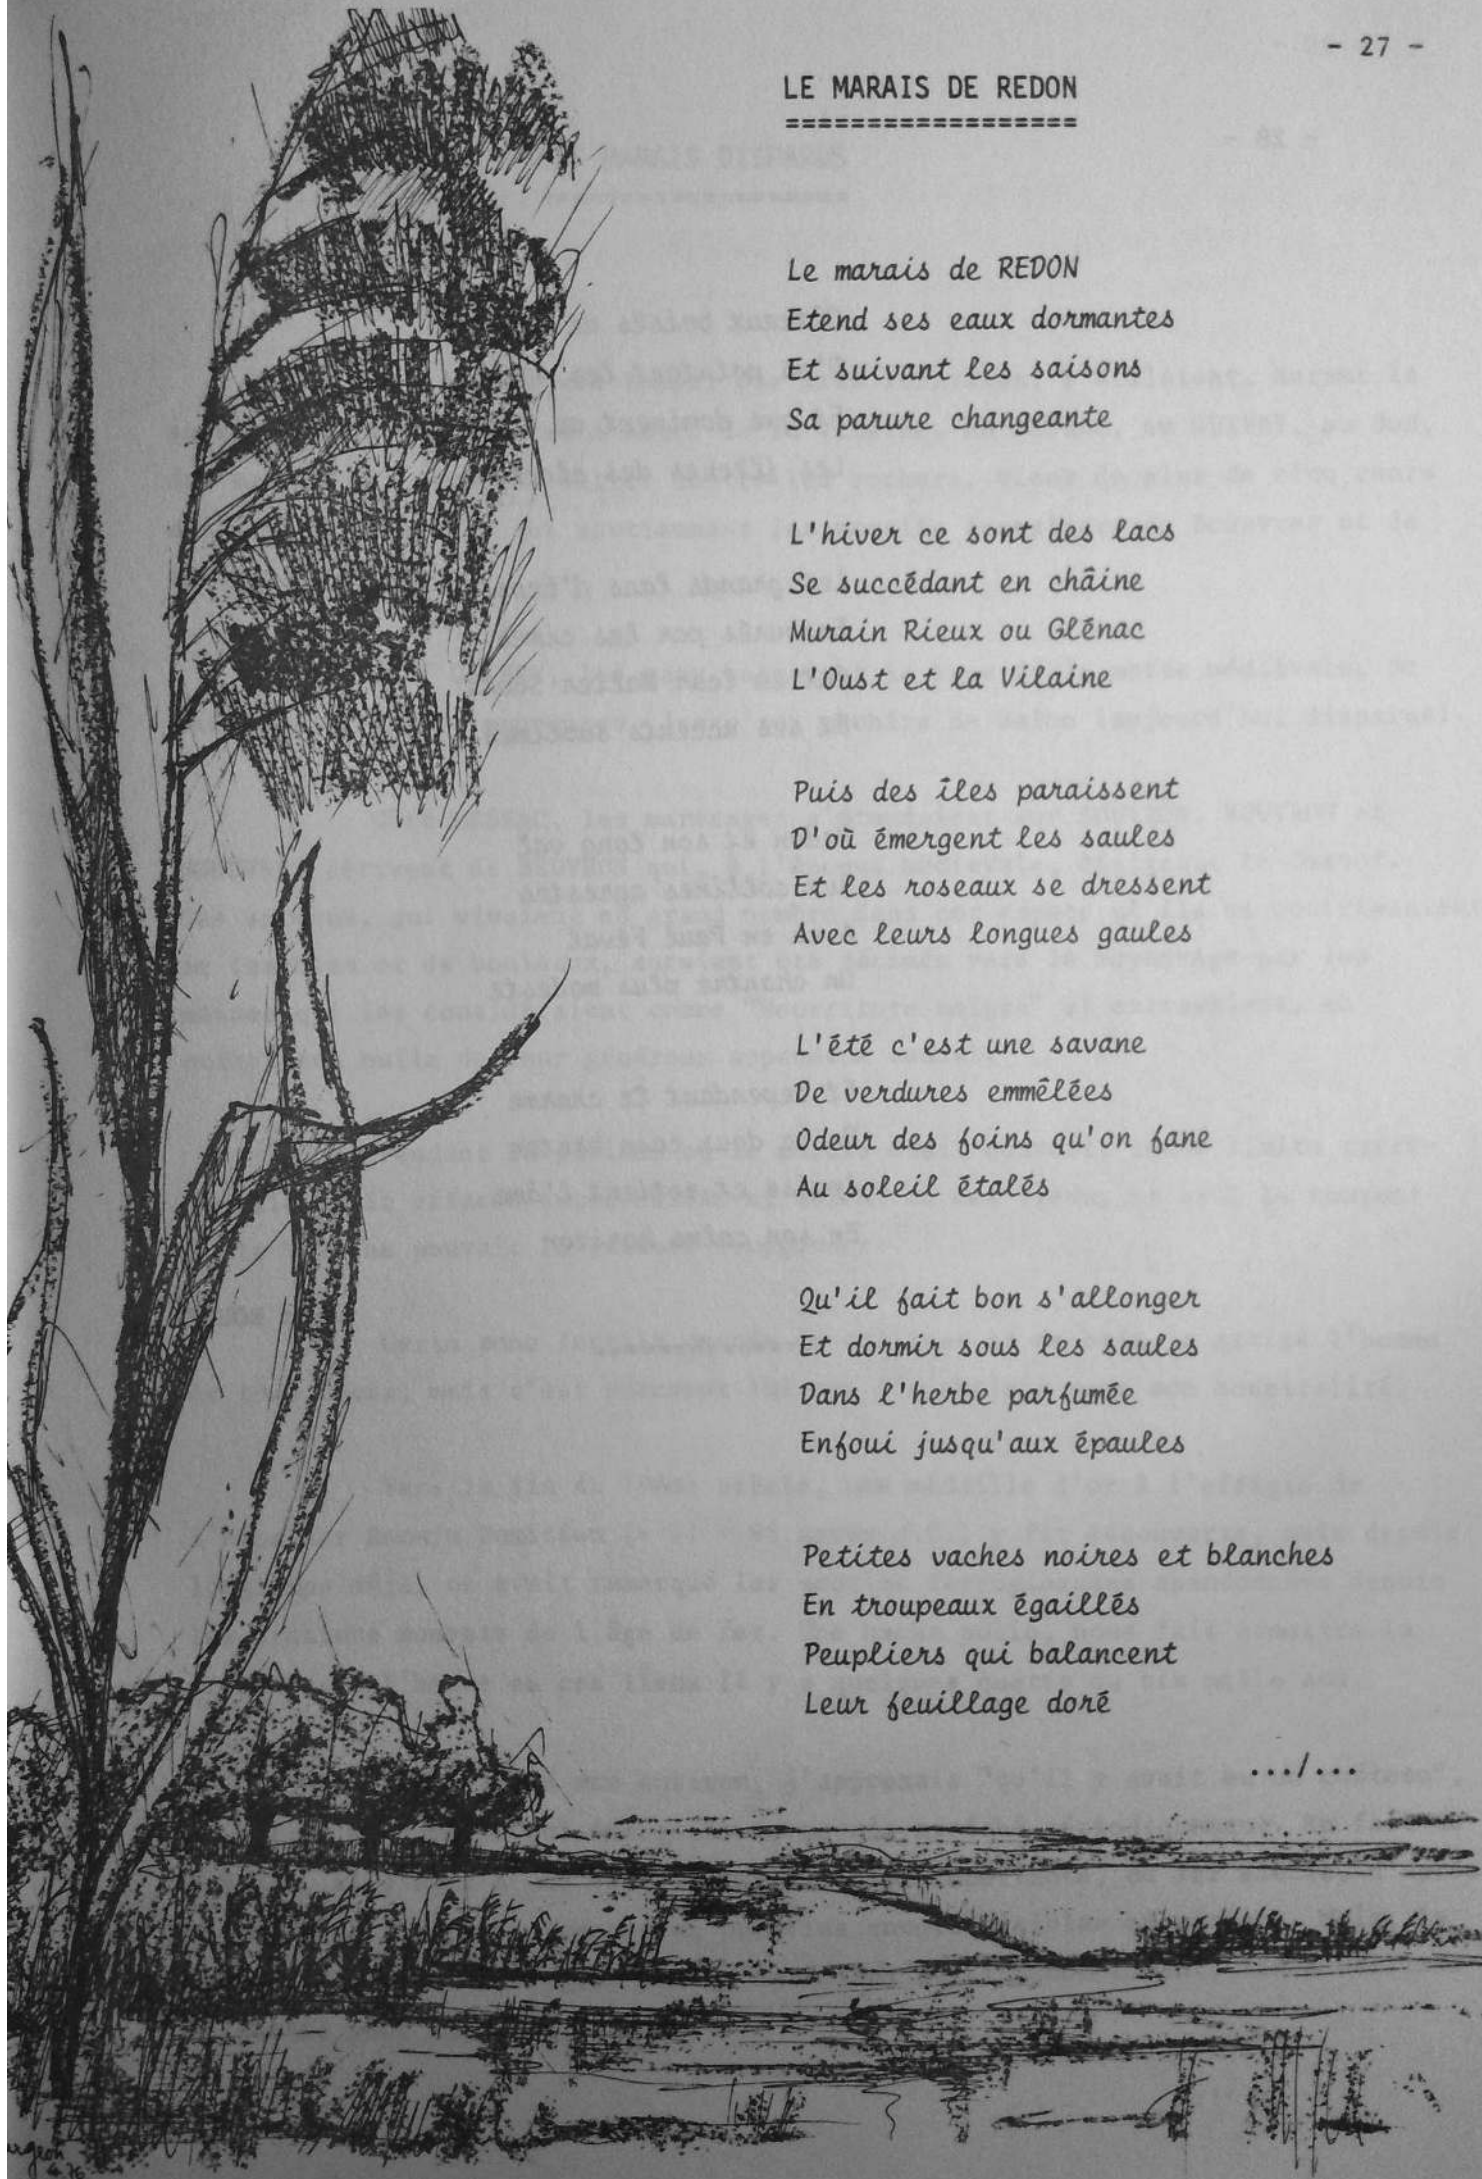 - 27 -
LE MARAIS DE REDON
==================
Le marais de REDON
Etend ses eaux dormantes
Et suivant les saisons
Sa parure changeante
L'hiver ce sont des lacs
Se succédant en châine
Murain Rieux ou Glénac
L'Oust et la Vilaine
Puis des îles paraissent
D'où émergent les saules
Et les roseaux se dressent
Avec leurs longues gaules
L'été c'est une savane
De verdures emmêlées
Odeur des foins qu'on fane
Au soleil étalés
Qu'il fait bon s'allonger
Et dormir sous les saules
Dans l'herbe parfumée
Enfoui jusqu'aux épaules
Petites vaches noires et blanches
En troupeaux égaillés
Peupliers qui balancent
Leur feuillage doré
.../...